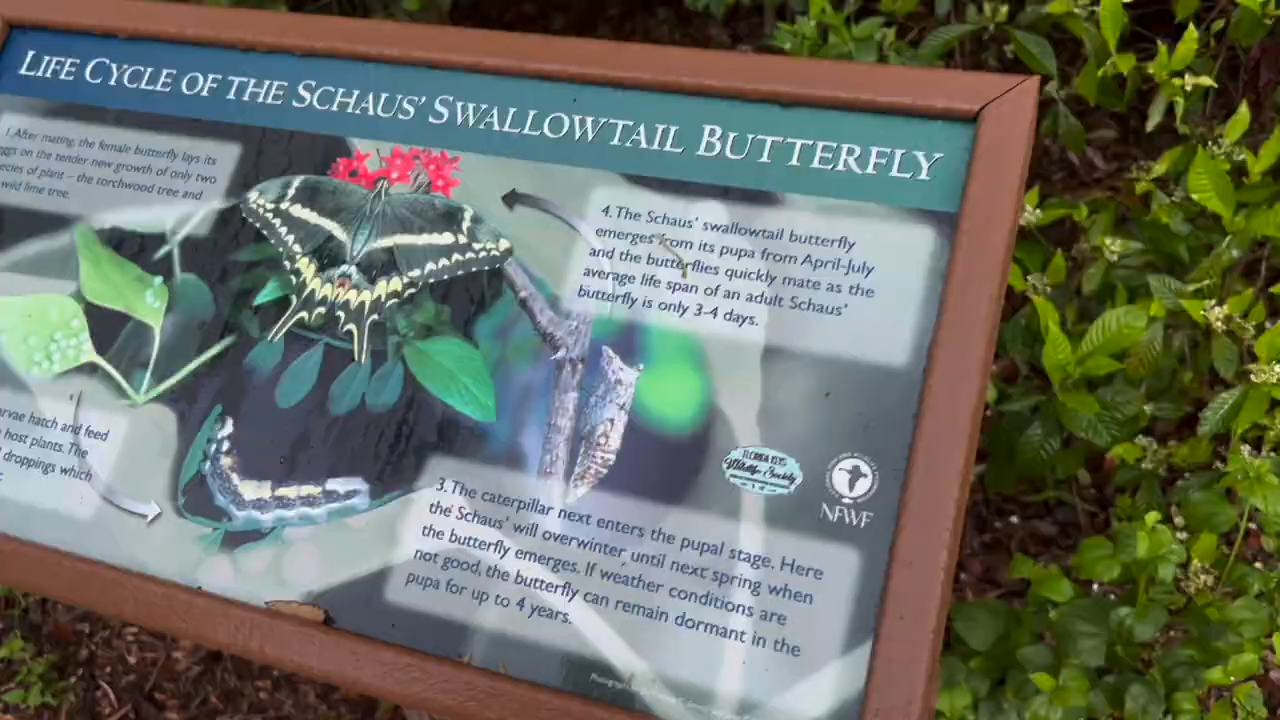 LIFE CYCLE OF THE SCHAUS' SWALLOWTAIL BUTTERFLY
1. After mating, the female butterfly lays its
eggs on the tender new growth of only two
species of plant – the torchwood tree and
wild lime tree.
larvae hatch and feed
host plants. The
droppings which
3. The caterpillar next enters the pupal stage. Here
the Schaus' will overwinter until next spring when
the butterfly emerges. If weather conditions are
not good, the butterfly can remain dormant in the
pupa for up to 4 years.
4. The Schaus' swallowtail butterfly
emerges from its pupa from April-July
and the butterflies quickly mate as the
average life span of an adult Schaus'
butterfly is only 3-4 days.
FLORIDA KEYS
Wildlife Society
NFWF